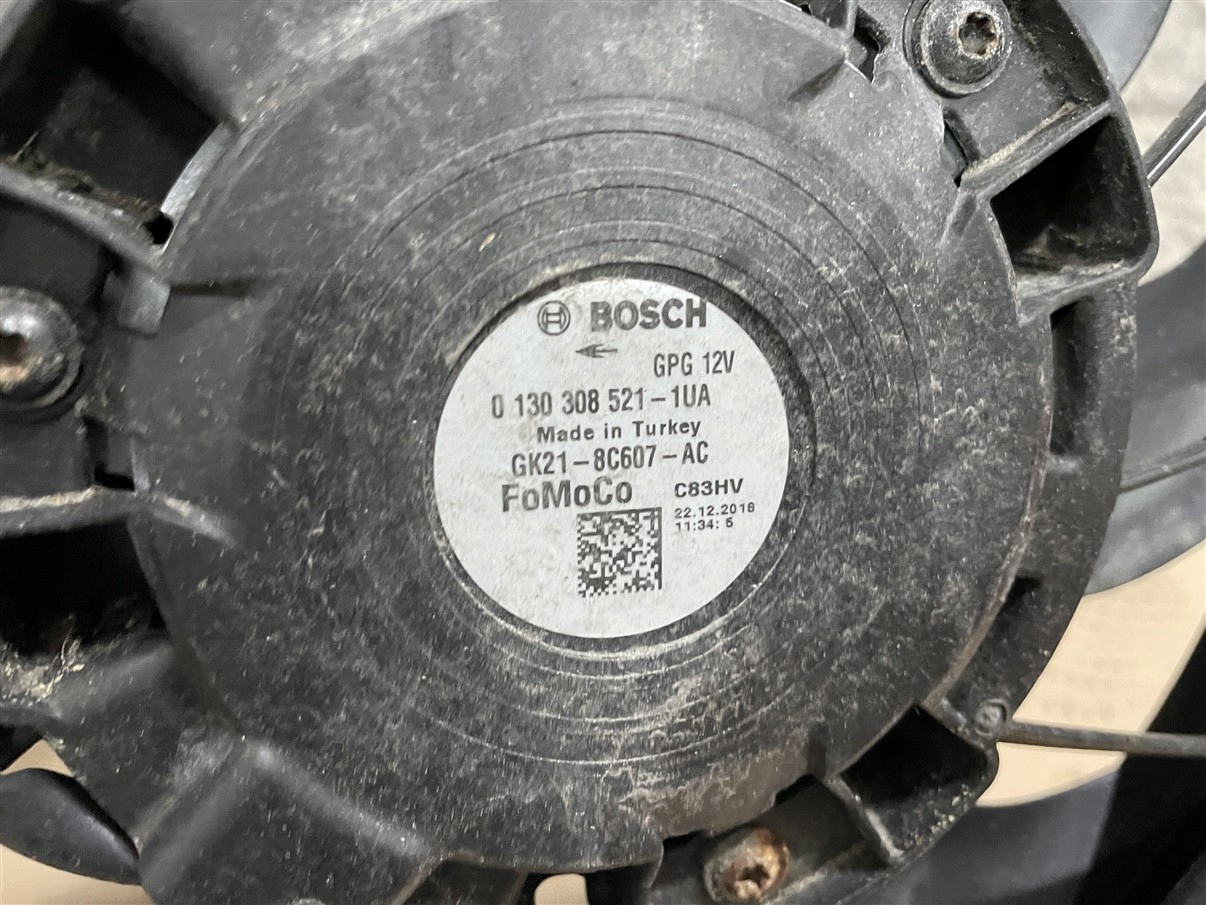 BOSCH
GPG 12V
0 130 308 521-1UA
Made in Turkey
GK21-8C607-AC
FoMoCo C83HV
22.12.2018
11:34: 5